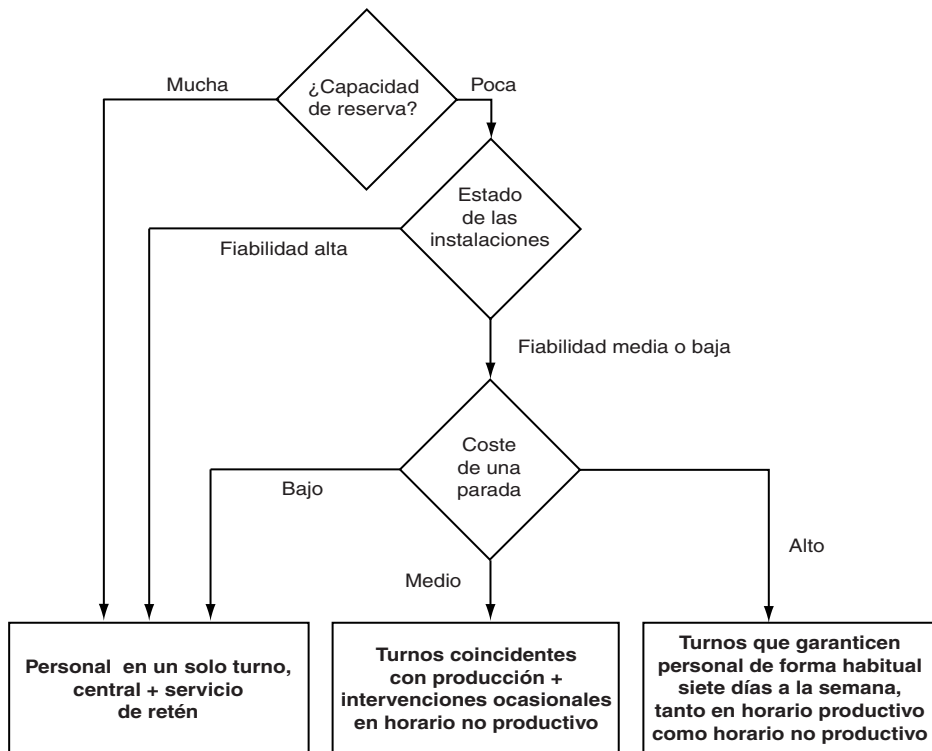 ¿Capacidad
de reserva?
Mucha
Poca
Estado
de las
instalaciones
Fiabilidad alta
Fiabilidad media o baja
Coste
de una
parada
Bajo
Medio
Alto
Personal en un solo turno,
central + servicio
de retén
Turnos coincidentes
con producción +
intervenciones ocasionales
en horario no productivo
Turnos que garanticen
personal de forma habitual
siete días a la semana,
tanto en horario productivo
como horario no productivo